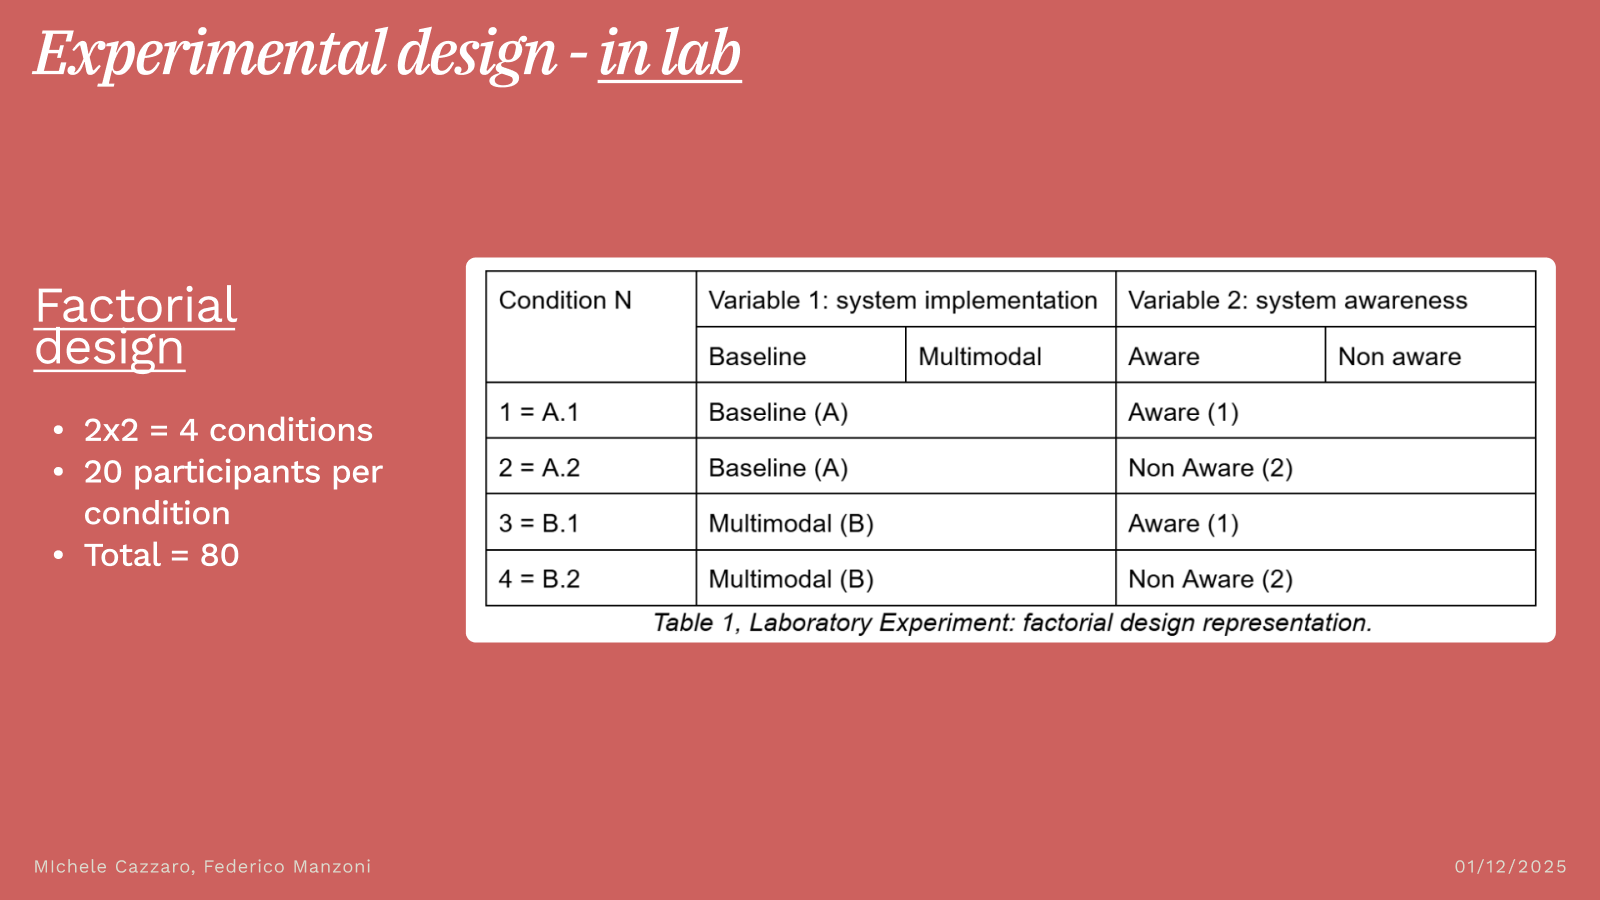 Experimental design - in lab
Factorial
design
• 2x2 = 4 conditions
• 20 participants per
condition
• Total = 80
Condition N Variable 1: system implementation Variable 2: system awareness
Baseline Multimodal Aware Non aware
1 = A.1 Baseline (A) Aware (1)
2 = A.2 Baseline (A) Non Aware (2)
3 = B.1 Multimodal (B) Aware (1)
4 = B.2 Multimodal (B) Non Aware (2)
Table 1, Laboratory Experiment: factorial design representation.
MIchele Cazzaro, Federico Manzoni
01/12/2025